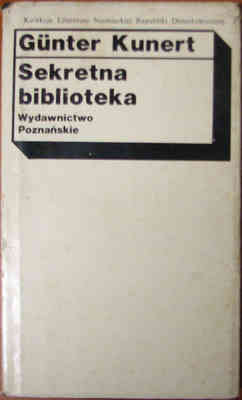 Kolekcja Literatury Niemieckiej Republiki Demokratycznej
Günter Kunert
Sekretna
biblioteka
Wydawnictwo
Poznańskie